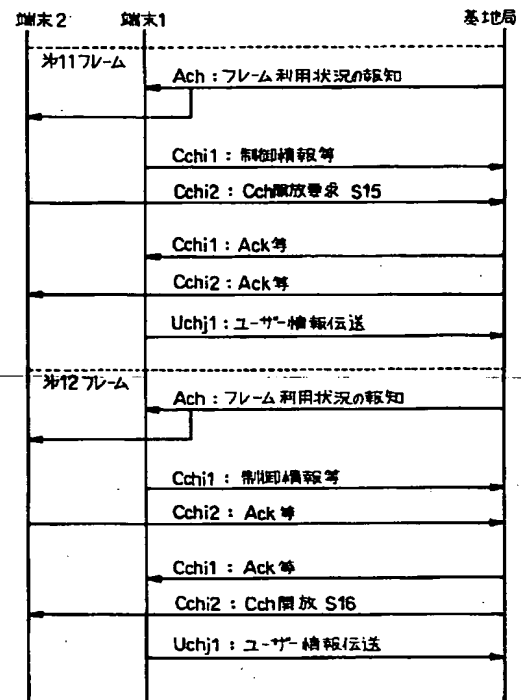 端末2 端末1 基地局
第11フレーム
Ach : フレーム利用状況の報知
Cchi1 : 制御情報等
Cchi2 : Cch開放要求 S15
Cchi1 : Ack等
Cchi2 : Ack等
Uchj1 : ユーザー情報伝送
第12フレーム
Ach : フレーム利用状況の報知
Cchi1 : 制御情報等
Cchi2 : Ack等
Cchi1 : Ack等
Cchi2 : Cch開放 S16
Uchj1 : ユーザー情報伝送